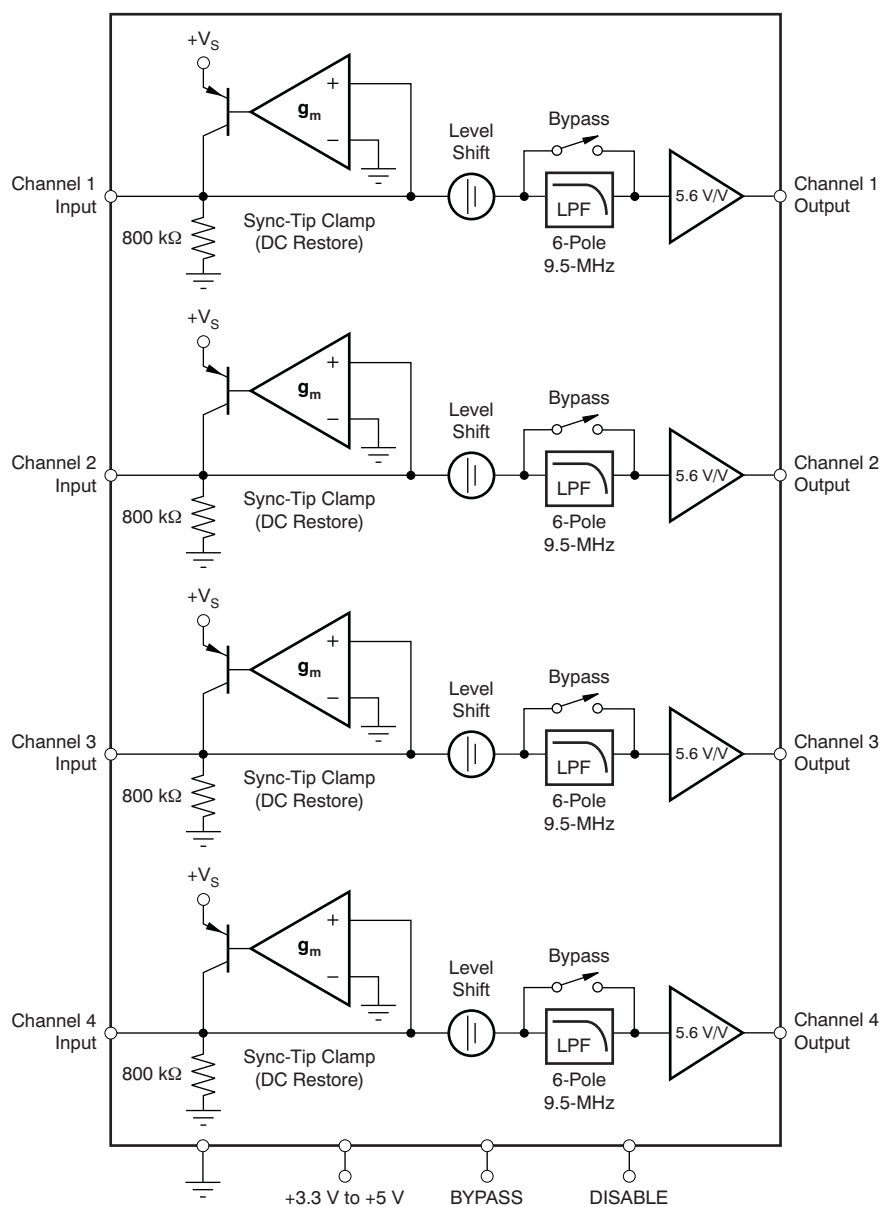 +V_S
+
g_m
−
Level
Shift
Bypass
Channel 1
Input
Channel 1
Output
5.6 V/V
LPF
800 kΩ
Sync-Tip Clamp
(DC Restore)
6-Pole
9.5-MHz
+V_S
+
g_m
−
Level
Shift
Bypass
Channel 2
Input
Channel 2
Output
5.6 V/V
LPF
800 kΩ
Sync-Tip Clamp
(DC Restore)
6-Pole
9.5-MHz
+V_S
+
g_m
−
Level
Shift
Bypass
Channel 3
Input
Channel 3
Output
5.6 V/V
LPF
800 kΩ
Sync-Tip Clamp
(DC Restore)
6-Pole
9.5-MHz
+V_S
+
g_m
−
Level
Shift
Bypass
Channel 4
Input
Channel 4
Output
5.6 V/V
LPF
800 kΩ
Sync-Tip Clamp
(DC Restore)
6-Pole
9.5-MHz
+3.3 V to +5 V
BYPASS
DISABLE